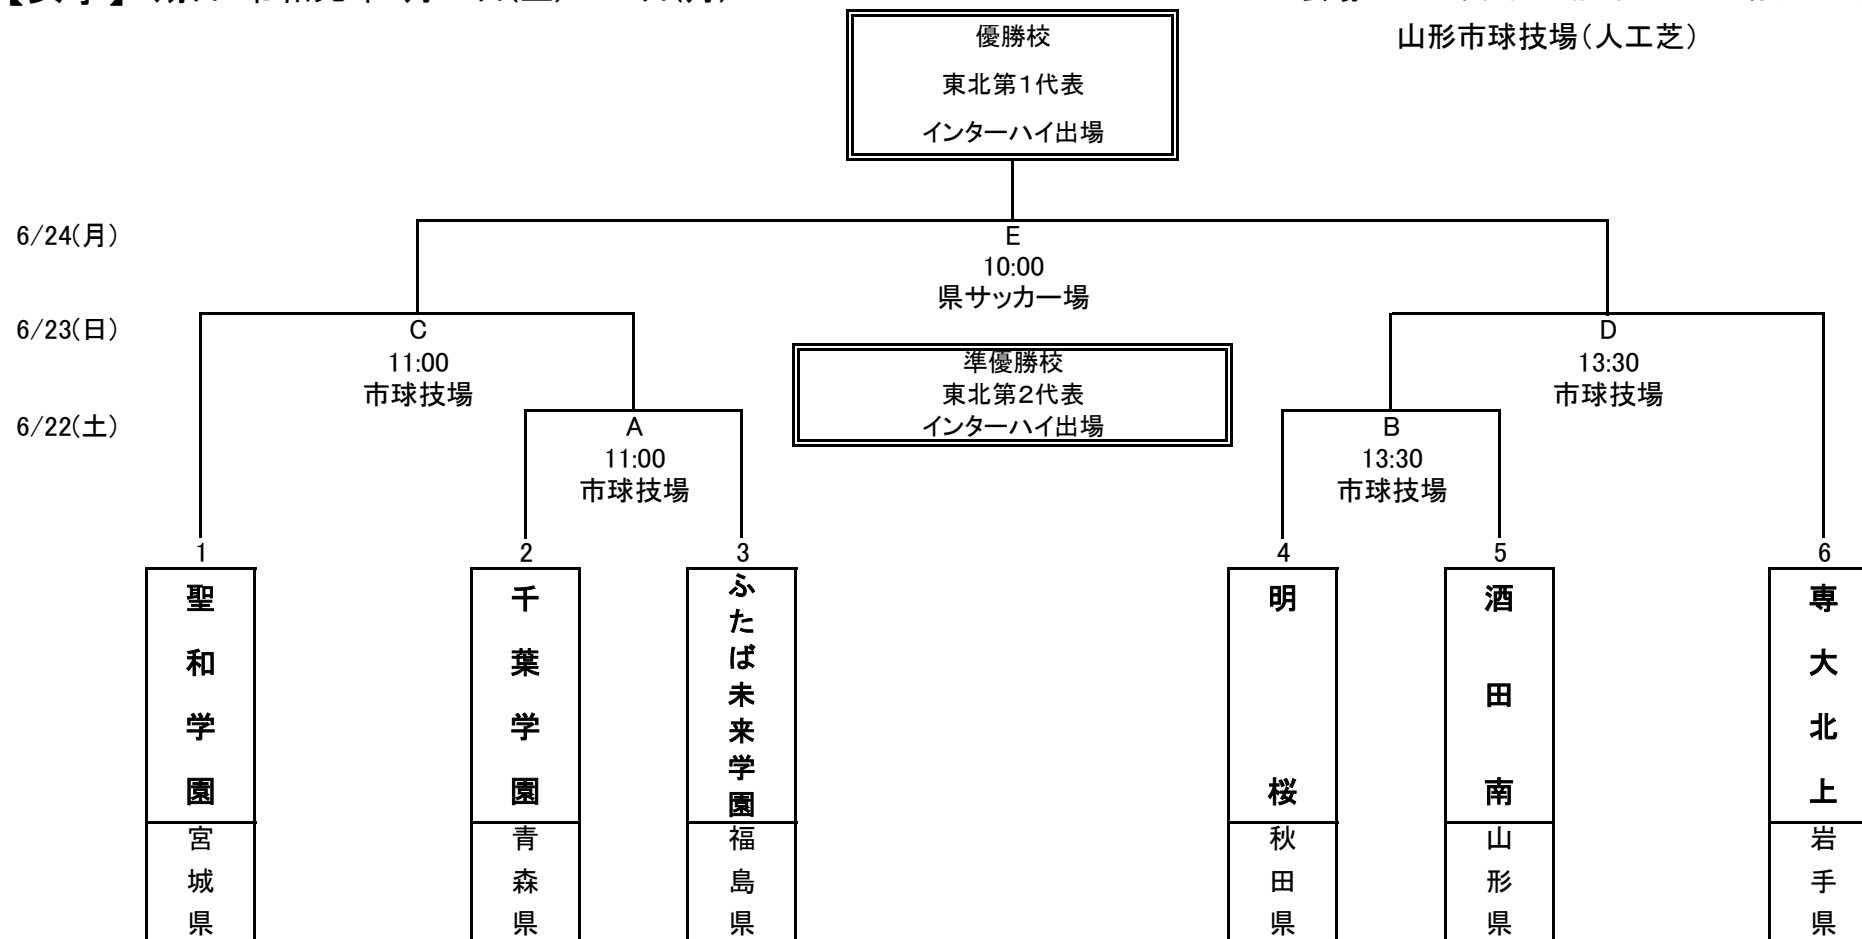 優勝校
東北第1代表
インターハイ出場
山形市球技場(人工芝)
6/24(月)
E
10:00
県サッカー場
6/23(日)
C
11:00
市球技場
D
13:30
市球技場
準優勝校
東北第2代表
インターハイ出場
6/22(土)
A
11:00
市球技場
B
13:30
市球技場
1
2
3
4
5
6
聖和学園
千葉学園
ふたば未来学園
明桜
酒田南
専大北上
宮城県
青森県
福島県
秋田県
山形県
岩手県